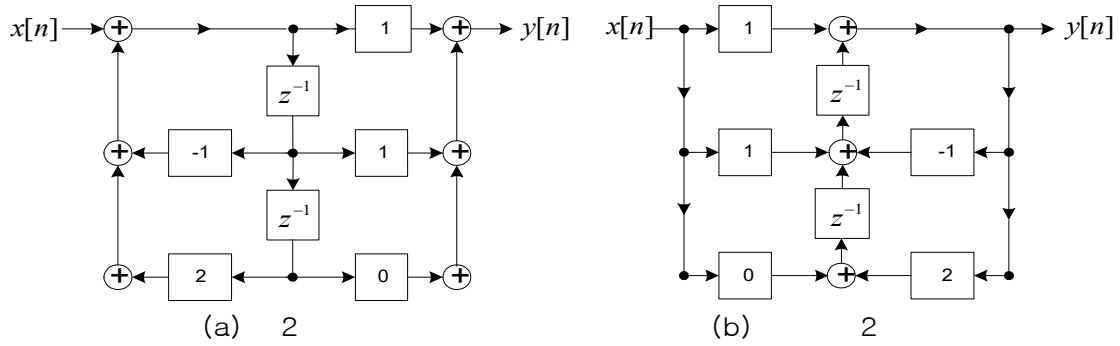 x[n] + 1 + y[n]
z⁻¹
+ -1 1 +
z⁻¹
+ 2 0 +
(a) 2
x[n] 1 + y[n]
z⁻¹
1 + -1
z⁻¹
0 + 2
(b) 2